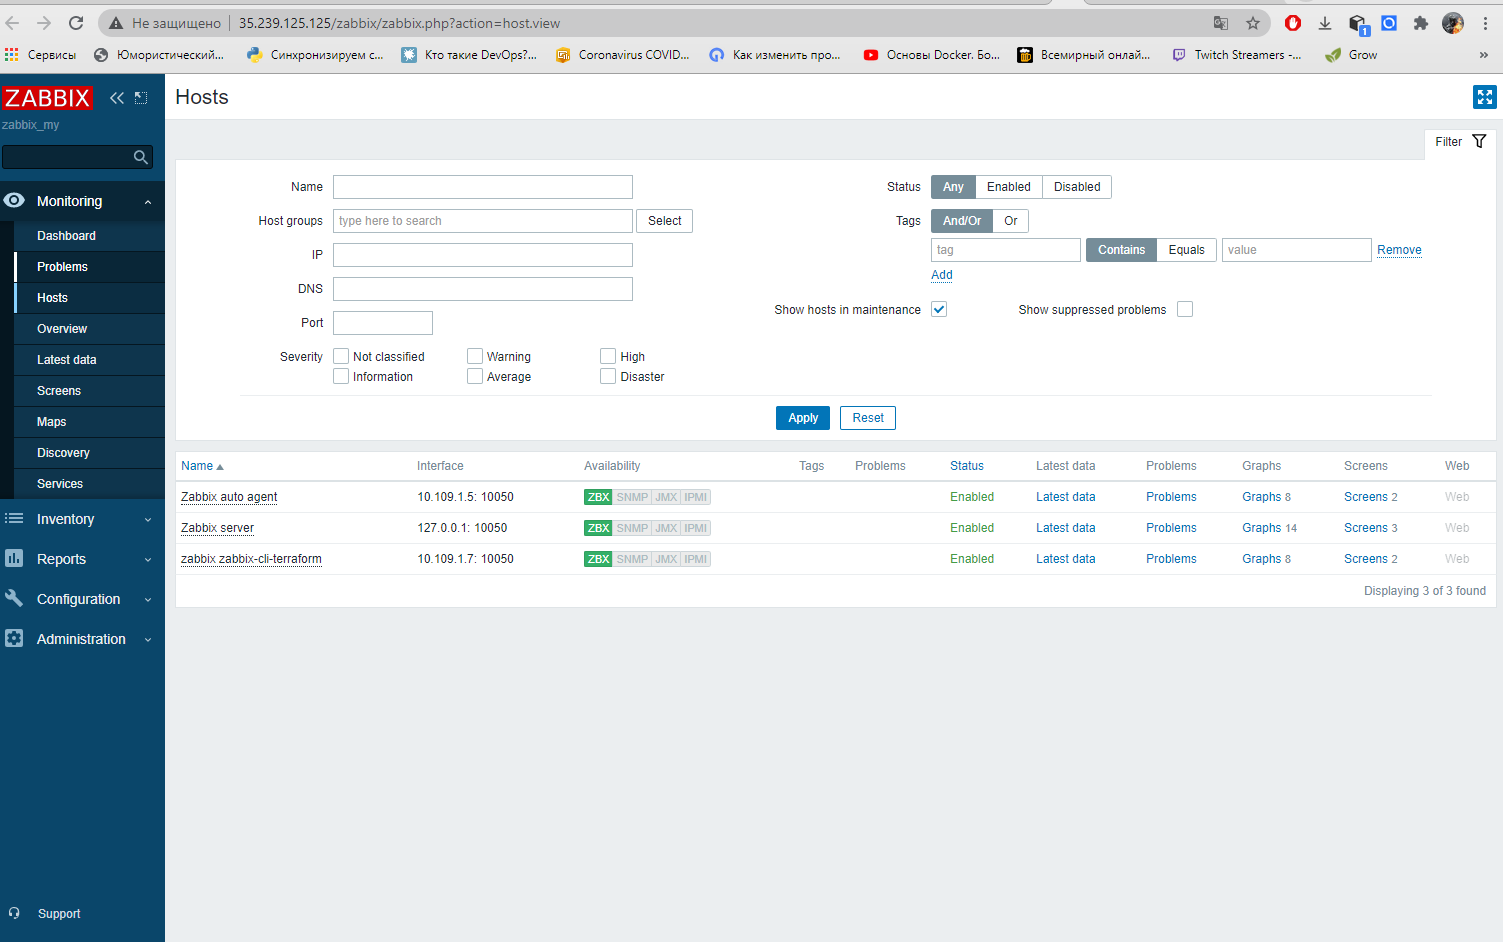 Не защищено 35.239.125.125/zabbix/zabbix.php?action=host.view
1
Сервисы Юмористический... Синхронизируем с... Кто такие DevOps?... Coronavirus COVID... Как изменить про... Основы Docker. Бо... Всемирный онлай... Twitch Streamers -... Grow »
ZABBIX
zabbix_my
Monitoring
Dashboard
Problems
Hosts
Overview
Latest data
Screens
Maps
Discovery
Services
Inventory
Reports
Configuration
Administration
Support
Hosts
Filter
Name
Host groups type here to search Select
IP
DNS
Port
Severity Not classified Warning High
Information Average Disaster
Status Any Enabled Disabled
Tags And/Or Or
tag Contains Equals value Remove
Add
Show hosts in maintenance Show suppressed problems
Apply Reset
Name Interface Availability Tags Problems Status Latest data Problems Graphs Screens Web
Zabbix auto agent 10.109.1.5: 10050 ZBX SNMP JMX IPMI Enabled Latest data Problems Graphs 8 Screens 2 Web
Zabbix server 127.0.0.1: 10050 ZBX SNMP JMX IPMI Enabled Latest data Problems Graphs 14 Screens 3 Web
zabbix zabbix-cli-terraform 10.109.1.7: 10050 ZBX SNMP JMX IPMI Enabled Latest data Problems Graphs 8 Screens 2 Web
Displaying 3 of 3 found